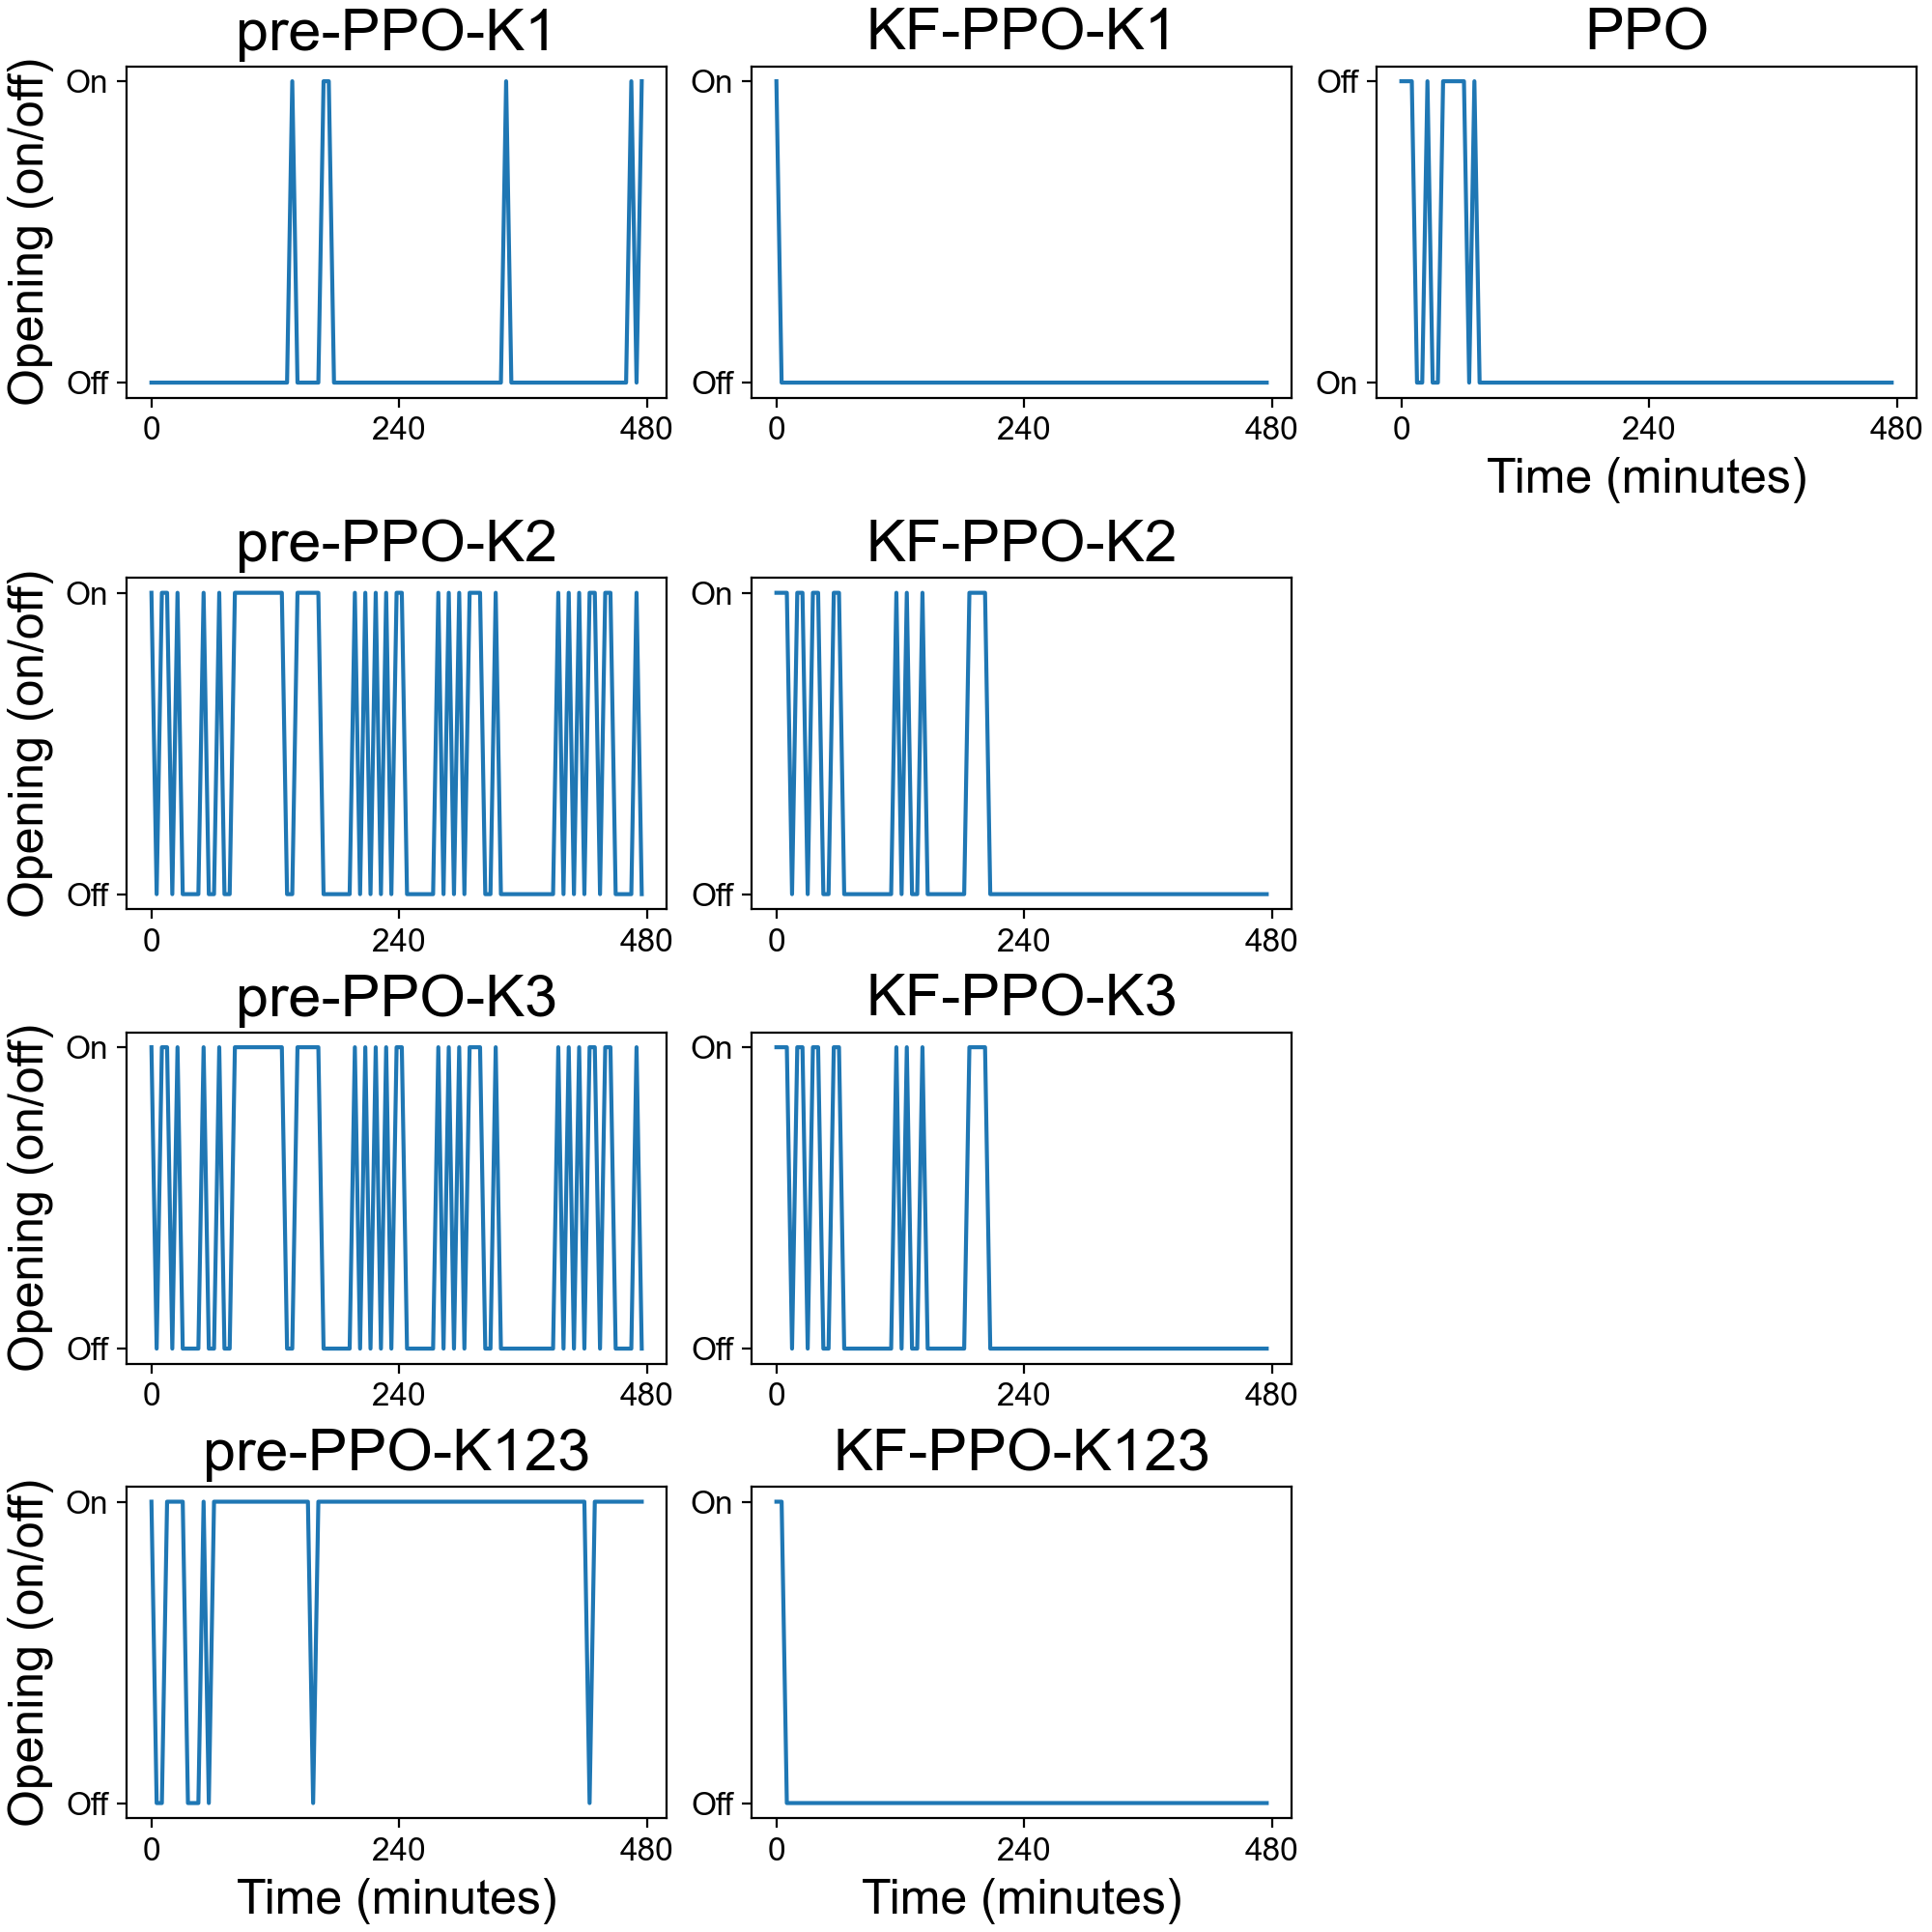 pre-PPO-K1
KF-PPO-K1
PPO
Opening (on/off)
On
Off
0 240 480
On
Off
0 240 480
Off
On
0 240 480
Time (minutes)
pre-PPO-K2
KF-PPO-K2
Opening (on/off)
On
Off
0 240 480
On
Off
0 240 480
pre-PPO-K3
KF-PPO-K3
Opening (on/off)
On
Off
0 240 480
On
Off
0 240 480
pre-PPO-K123
KF-PPO-K123
Opening (on/off)
On
Off
0 240 480
Time (minutes)
On
Off
0 240 480
Time (minutes)